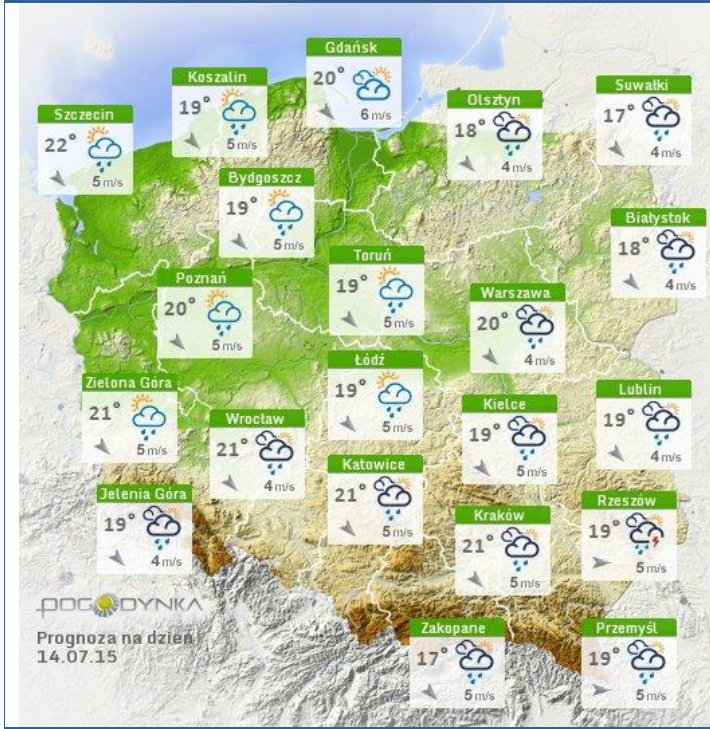 Gdańsk
20°
6 m/s
Koszalin
19°
5 m/s
Suwałki
17°
4 m/s
Olsztyn
18°
4 m/s
Szczecin
22°
5 m/s
Bydgoszcz
19°
5 m/s
Białystok
18°
4 m/s
Toruń
19°
5 m/s
Poznań
20°
5 m/s
Warszawa
20°
4 m/s
Łódź
19°
5 m/s
Zielona Góra
21°
5 m/s
Lublin
19°
4 m/s
Kielce
19°
5 m/s
Wrocław
21°
4 m/s
Katowice
21°
5 m/s
Jelenia Góra
19°
4 m/s
Rzeszów
19°
5 m/s
Kraków
21°
5 m/s
POGODYNKA
Prognoza na dzień
14.07.15
Zakopane
17°
5 m/s
Przemyśl
19°
5 m/s